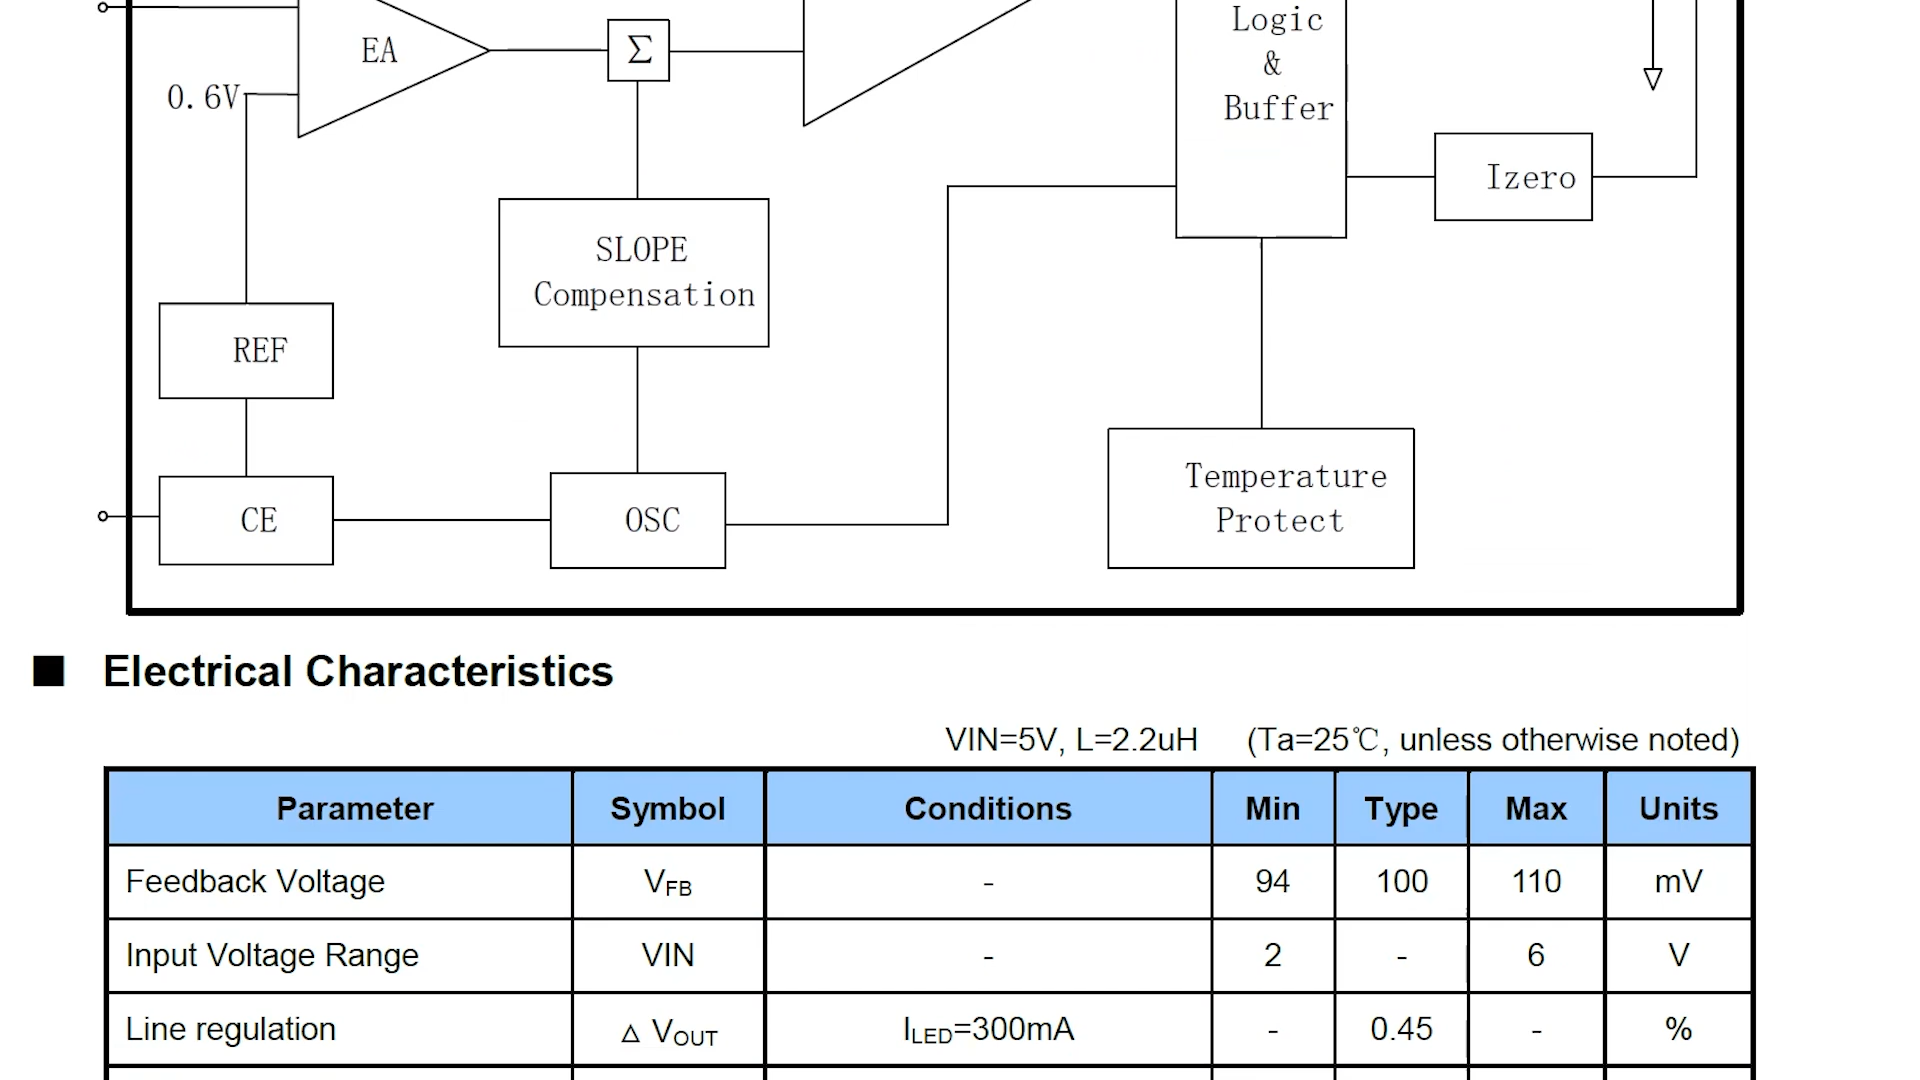 Logic
&
Buffer
EA
Σ
0.6V
Izero
SLOPE
Compensation
REF
Temperature
Protect
CE
OSC
■ Electrical Characteristics
VIN=5V, L=2.2uH (Ta=25℃, unless otherwise noted)
Parameter Symbol Conditions Min Type Max Units
Feedback Voltage VFB - 94 100 110 mV
Input Voltage Range VIN - 2 - 6 V
Line regulation △ VOUT ILED=300mA - 0.45 - %